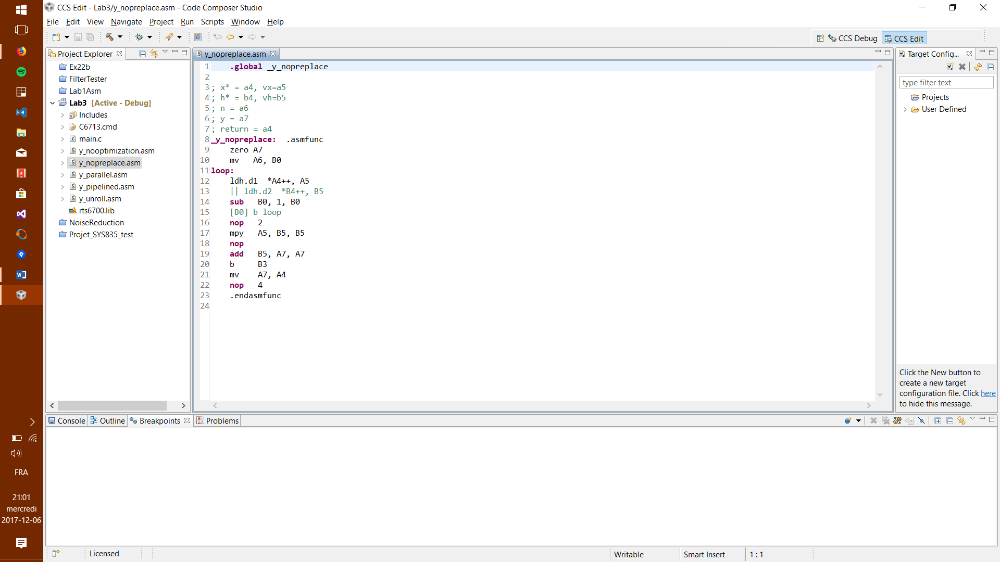 CCS Edit - Lab3/y_nopreplace.asm - Code Composer Studio
File Edit View Navigate Project Run Scripts Window Help
CCS Debug CCS Edit
Project Explorer
Ex22b
FilterTester
Lab1Asm
Lab3 [Active - Debug]
Includes
C6713.cmd
main.c
y_nooptimization.asm
y_nopreplace.asm
y_parallel.asm
y_pipelined.asm
y_unroll.asm
rts6700.lib
NoiseReduction
Projet_SYS835_test
y_nopreplace.asm
1 .global _y_nopreplace
2
3 ; x* = a4, vx=a5
4 ; h* = b4, vh=b5
5 ; n = a6
6 ; y = a7
7 ; return = a4
8 _y_nopreplace: .asmfunc
9 zero A7
10 mv A6, B0
11 loop:
12 ldh.d1 *A4++, A5
13 || ldh.d2 *B4++, B5
14 sub B0, 1, B0
15 [B0] b loop
16 nop 2
17 mpy A5, B5, B5
18 nop
19 add B5, A7, A7
20 b B3
21 mv A7, A4
22 nop 4
23 .endasmfunc
24
Target Config...
type filter text
Projects
User Defined
Click the New button to
create a new target
configuration file. Click here
to hide this message.
Console Outline Breakpoints Problems
Licensed
Writable
Smart Insert
1 : 1
FRA
21:01
mercredi
2017-12-06